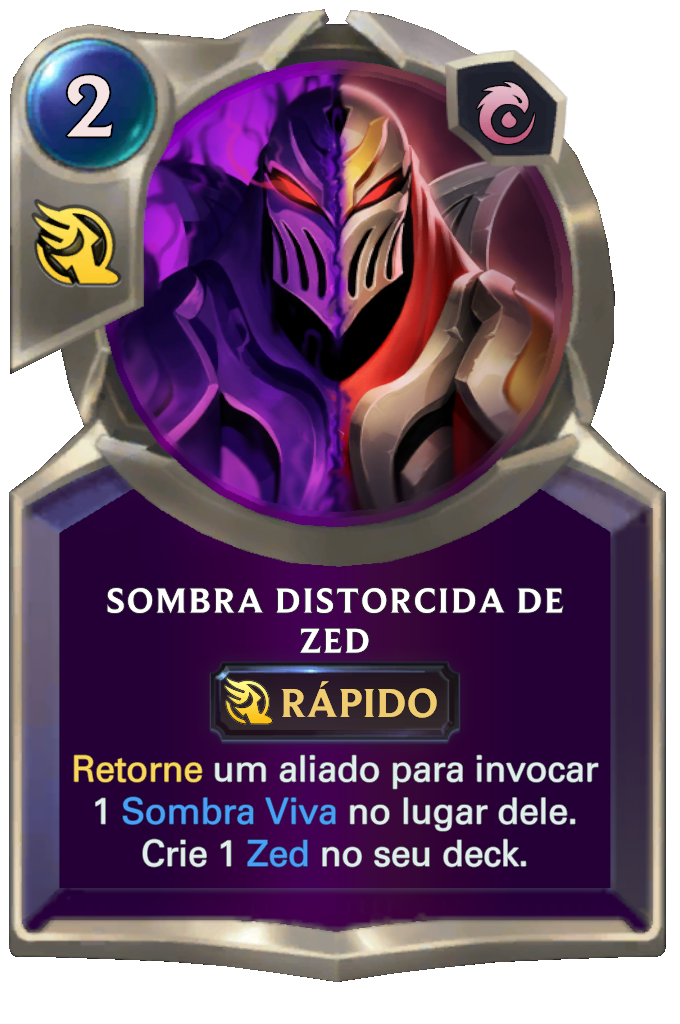 2
SOMBRA DISTORCIDA DE
ZED
RÁPIDO
Retorne um aliado para invocar
1 Sombra Viva no lugar dele.
Crie 1 Zed no seu deck.